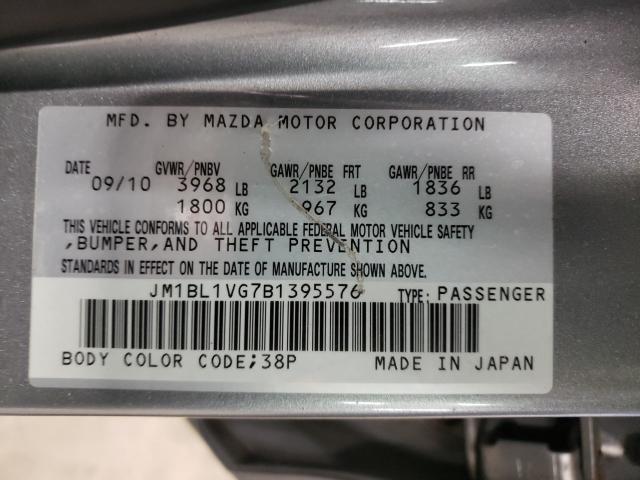 MFD. BY MAZDA MOTOR CORPORATION
DATE GVWR/PNBV GAWR/PNBE FRT GAWR/PNBE RR
09/10 3968 LB 2132 LB 1836 LB
1800 KG 967 KG 833 KG
THIS VEHICLE CONFORMS TO ALL APPLICABLE FEDERAL MOTOR VEHICLE SAFETY
,BUMPER,AND THEFT PREVENTION
STANDARDS IN EFFECT ON THE DATE OF MANUFACTURE SHOWN ABOVE.
JM1BL1VG7B1395576 TYPE: PASSENGER
BODY COLOR CODE;38P MADE IN JAPAN